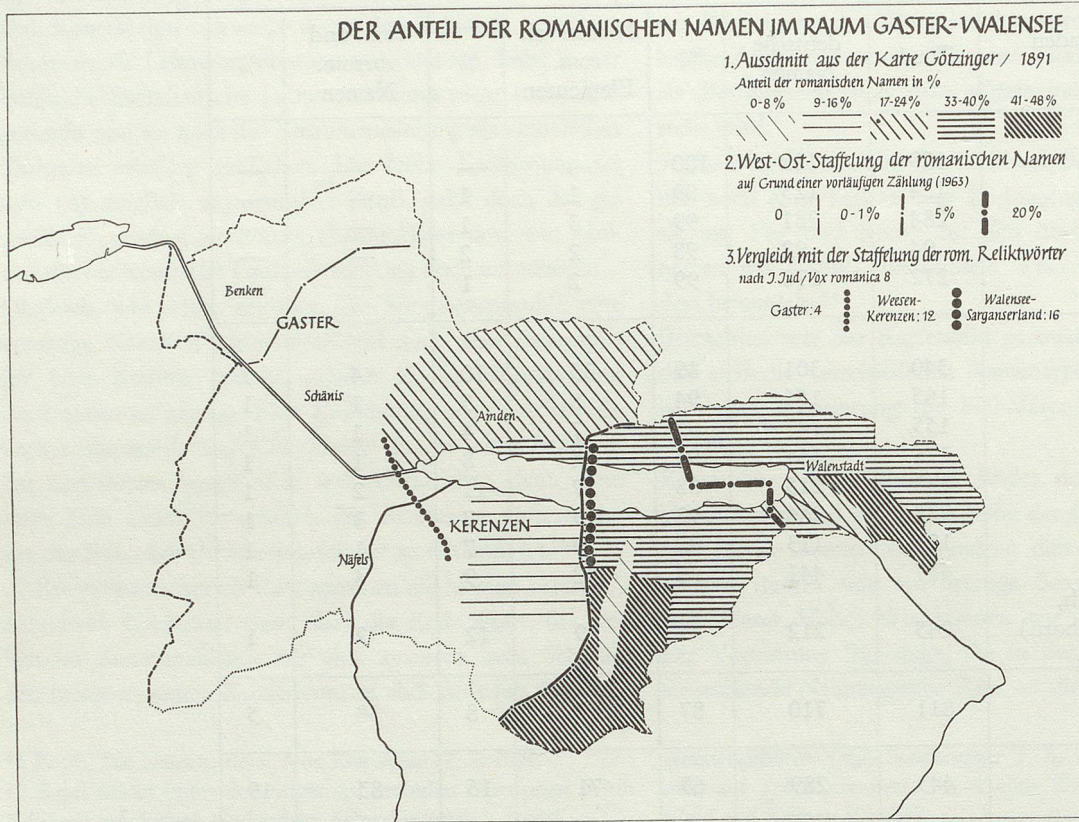 DER ANTEIL DER ROMANISCHEN NAMEN IM RAUM GASTER-WALENSEE
1. Ausschnitt aus der Karte Götzinger / 1891
Anteil der romanischen Namen in %
0-8% 9-16% 17-24% 33-40% 41-48%
2. West-Ost-Staffelung der romanischen Namen
auf Grund einer vorläufigen Zählung (1963)
0 0-1% 5% 20%
3. Vergleich mit der Staffelung der rom. Reliktwörter
nach J. Jud/Vox romanica 8
Gaster: 4 Weesen-Kerenzen: 12 Walensee-Sarganserland: 16
Benken
GASTER
Schänis
Amden
Walenstadt
KERENZEN
Näfels